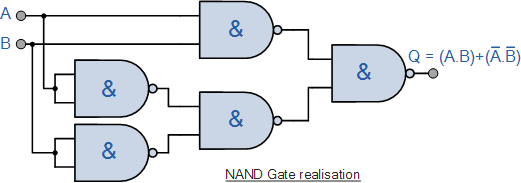 A
B
&
&
&
&
&
Q = (A.B)+(A̅.B̅)
NAND Gate realisation